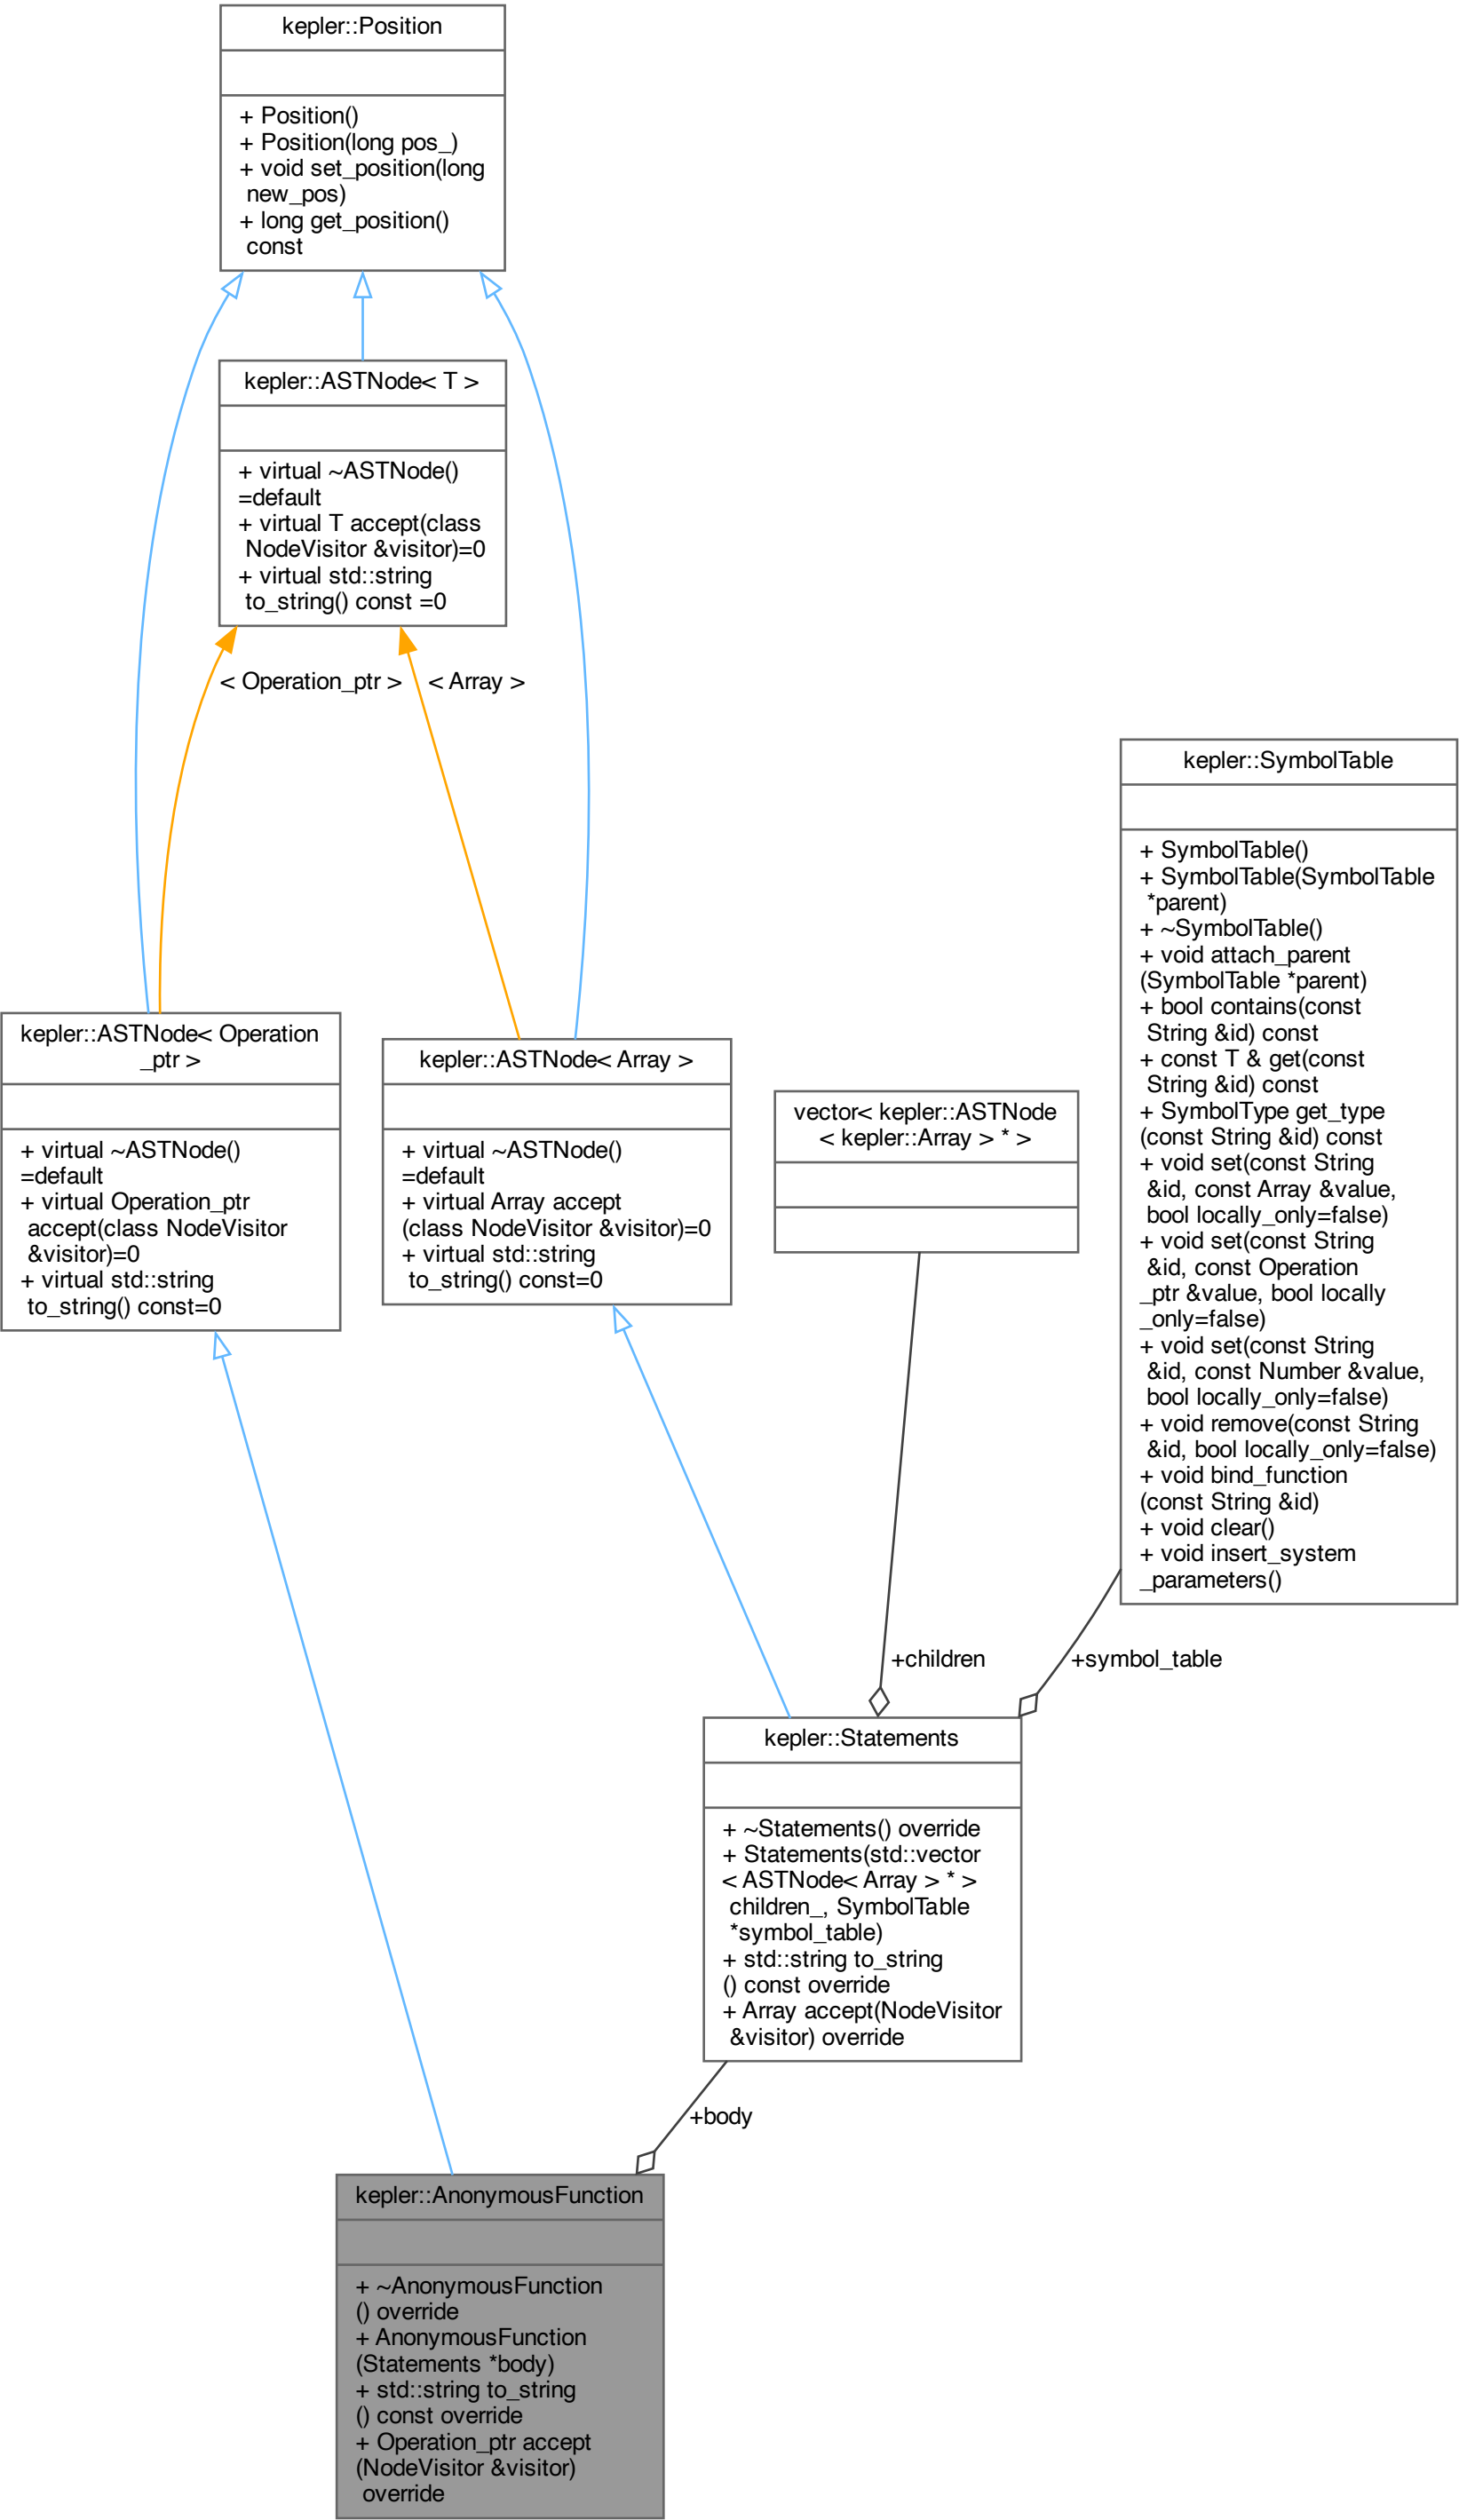 kepler::Position
+ Position()
+ Position(long pos_)
+ void set_position(long
new_pos)
+ long get_position()
const
kepler::ASTNode< T >
+ virtual ~ASTNode()
=default
+ virtual T accept(class
NodeVisitor &visitor)=0
+ virtual std::string
to_string() const =0
< Operation_ptr >
< Array >
kepler::SymbolTable
+ SymbolTable()
+ SymbolTable(SymbolTable
*parent)
+ ~SymbolTable()
+ void attach_parent
(SymbolTable *parent)
+ bool contains(const
String &id) const
+ const T & get(const
String &id) const
+ SymbolType get_type
(const String &id) const
+ void set(const String
&id, const Array &value,
bool locally_only=false)
+ void set(const String
&id, const Operation
_ptr &value, bool locally
_only=false)
+ void set(const String
&id, const Number &value,
bool locally_only=false)
+ void remove(const String
&id, bool locally_only=false)
+ void bind_function
(const String &id)
+ void clear()
+ void insert_system
_parameters()
kepler::ASTNode< Operation
_ptr >
+ virtual ~ASTNode()
=default
+ virtual Operation_ptr
accept(class NodeVisitor
&visitor)=0
+ virtual std::string
to_string() const=0
kepler::ASTNode< Array >
+ virtual ~ASTNode()
=default
+ virtual Array accept
(class NodeVisitor &visitor)=0
+ virtual std::string
to_string() const=0
vector< kepler::ASTNode
< kepler::Array > * >
+children
+symbol_table
kepler::Statements
+ ~Statements() override
+ Statements(std::vector
< ASTNode< Array > * >
children_, SymbolTable
*symbol_table)
+ std::string to_string
() const override
+ Array accept(NodeVisitor
&visitor) override
+body
kepler::AnonymousFunction
+ ~AnonymousFunction
() override
+ AnonymousFunction
(Statements *body)
+ std::string to_string
() const override
+ Operation_ptr accept
(NodeVisitor &visitor)
override